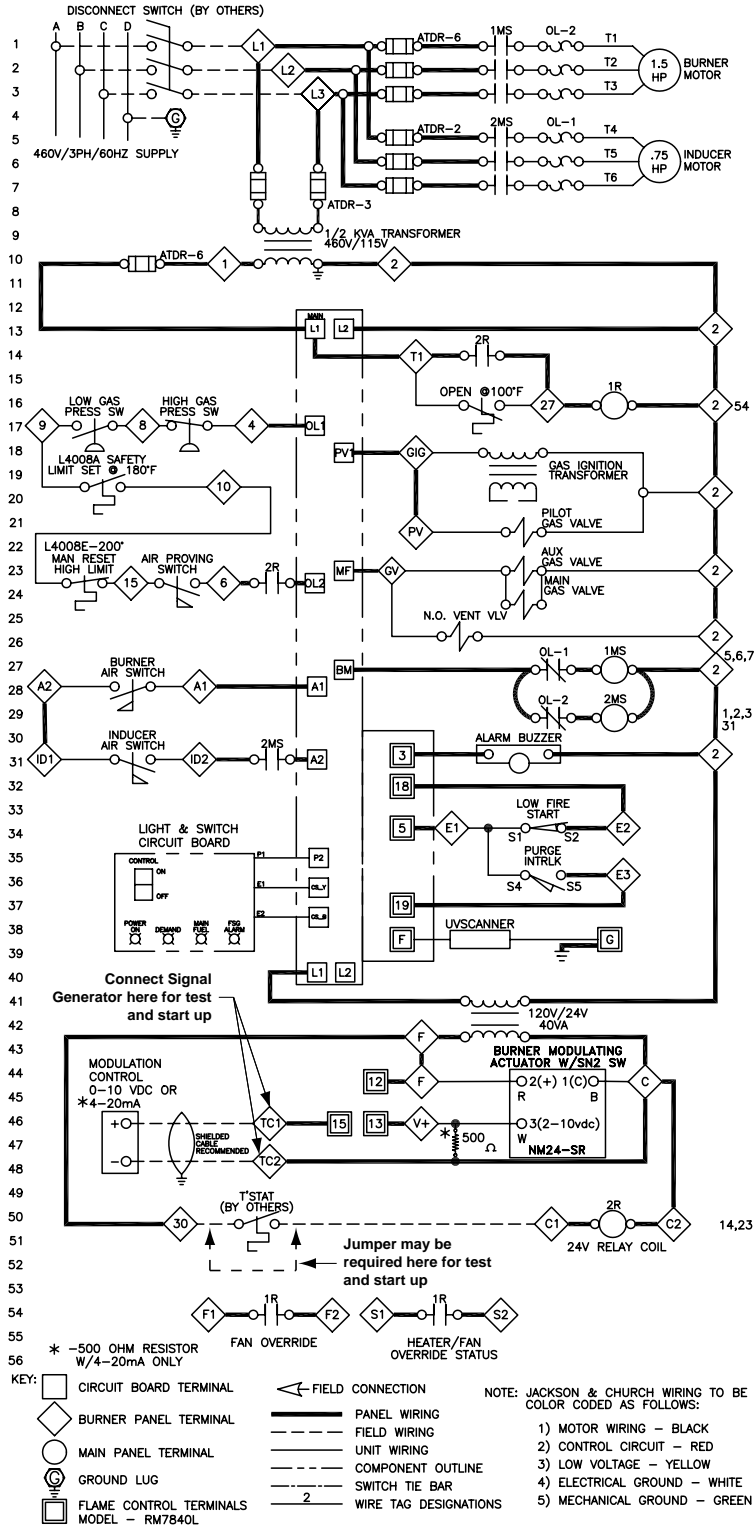 DISCONNECT SWITCH (BY OTHERS)
A B C D
1 L1 ATDR-6 1MS OL-2 T1
2 L2 T2 1.5 HP BURNER MOTOR
3 L3 T3
4 G
5 ATDR-2 2MS OL-1 T4
460V/3PH/60HZ SUPPLY
6 T5 .75 HP INDUCER MOTOR
7 T6
8 ATDR-3
9 1/2 KVA TRANSFORMER
460V/115V
10 ATDR-6 1 2
11
12 MAIN
13 L1 L2 2
14 T1 2R
15
16 OPEN @100°F 27 1R 2 54
LOW GAS PRESS SW
HIGH GAS PRESS SW
17 9 8 4 OL1
18 PV1 GIG GAS IGNITION TRANSFORMER
L4008A SAFETY
LIMIT SET @ 180°F
19
20 10 2
21 PV PILOT GAS VALVE
22
L4008E-200°
MAN RESET
HIGH LIMIT
AIR PROVING SWITCH
AUX GAS VALVE
23 15 6 2R OL2 MF GV 2
24 MAIN GAS VALVE
25 N.O. VENT VLV
26 2
27 BM OL-1 1MS 2 5,6,7
BURNER AIR SWITCH
28 A2 A1 A1
29 OL-2 2MS 1,2,3
30 31
INDUCER AIR SWITCH
31 ID1 ID2 2MS A2 3 ALARM BUZZER 2
32 18
33 LOW FIRE START
34 5 E1 S1 S2 E2
LIGHT & SWITCH
CIRCUIT BOARD
35 P1 P2 PURGE INTRLK
CONTROL
ON
OFF
36 E1 CS_Y S4 S5 E3
37 E2 CS_G 19
POWER ON
DEMAND
MAIN FUEL
FSG ALARM
38 F UVSCANNER G
39
40 L1 L2
Connect Signal
Generator here for test
and start up
41 120V/24V
42 40VA
43 F
BURNER MODULATING
ACTUATOR W/SN2 SW
MODULATION
CONTROL
0-10 VDC OR
*4-20mA
44 12 F 2(+) 1(C) C
45 R B
46 + TC1 15 13 V+ 3(2-10vdc)
SHIELDED
CABLE
RECOMMENDED
47 * 500 Ω W
48 - TC2 NM24-SR
49
T'STAT
(BY OTHERS)
50 30 C1 2R C2 14,23
51 24V RELAY COIL
Jumper may be
required here for test
and start up
52
53
54 F1 1R F2 S1 1R S2
55 FAN OVERRIDE HEATER/FAN
OVERRIDE STATUS
56
* -500 OHM RESISTOR
W/4-20mA ONLY
KEY:
CIRCUIT BOARD TERMINAL
BURNER PANEL TERMINAL
MAIN PANEL TERMINAL
G GROUND LUG
FLAME CONTROL TERMINALS
MODEL - RM7840L
FIELD CONNECTION
PANEL WIRING
FIELD WIRING
UNIT WIRING
COMPONENT OUTLINE
SWITCH TIE BAR
2 WIRE TAG DESIGNATIONS
NOTE: JACKSON & CHURCH WIRING TO BE
COLOR CODED AS FOLLOWS:
1) MOTOR WIRING - BLACK
2) CONTROL CIRCUIT - RED
3) LOW VOLTAGE - YELLOW
4) ELECTRICAL GROUND - WHITE
5) MECHANICAL GROUND - GREEN